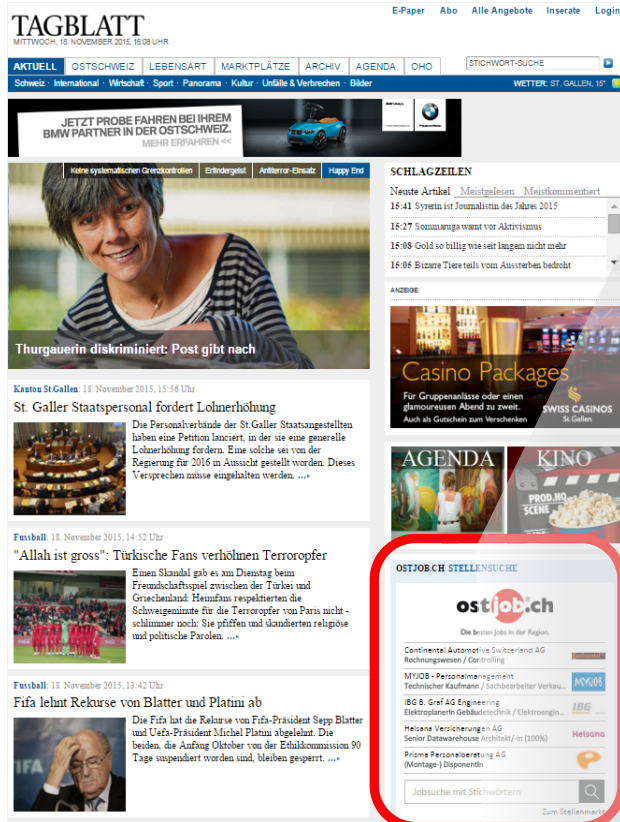 E-Paper Abo Alle Angebote Inserate Login
TAGBLATT
MITTWOCH, 18. NOVEMBER 2015, 16:08 UHR
AKTUELL OSTSCHWEIZ LEBENSART MARKTPLÄTZE ARCHIV AGENDA OHO
STICHWORT-SUCHE
Schweiz · International · Wirtschaft · Sport · Panorama · Kultur · Unfälle & Verbrechen · Bilder
WETTER: ST. GALLEN, 15°
JETZT PROBE FAHREN BEI IHREM
BMW PARTNER IN DER OSTSCHWEIZ.
MEHR ERFAHREN <<
Keine systematischen Grenzkontrollen Erfindergeist Antiterror-Einsatz Happy End
Thurgauerin diskriminiert: Post gibt nach
Kanton St.Gallen: 18. November 2015, 15:56 Uhr
St. Galler Staatspersonal fordert Lohnerhöhung
Die Personalverbände der St.Galler Staatsangestellten
haben eine Petition lanciert, in der sie eine generelle
Lohnerhöhung fordern. Eine solche sei von der
Regierung für 2016 in Aussicht gestellt worden. Dieses
Versprechen müsse eingehalten werden. ...
Fussball: 18. November 2015, 14:52 Uhr
"Allah ist gross": Türkische Fans verhöhnen Terroropfer
Einen Skandal gab es am Dienstag beim
Freundschaftsspiel zwischen der Türkei und
Griechenland: Heimfans respektierten die
Schweigeminute für die Terroropfer von Paris nicht -
schlimmer noch: Sie pfiffen und skandierten religiöse
und politische Parolen. ...
Fussball: 18. November 2015, 13:42 Uhr
Fifa lehnt Rekurse von Blatter und Platini ab
FIFA
Die Fifa hat die Rekurse von Fifa-Präsident Sepp Blatter
und Uefa-Präsident Michel Platini abgelehnt. Die
beiden, die Anfang Oktober von der Ethikkommission 90
Tage suspendiert worden sind, bleiben gesperrt. ...
SCHLAGZEILEN
Neuste Artikel Meistgelesen Meistkommentiert
15:41 Syrerin ist Journalistin des Jahres 2015
15:27 Sommaruga warnt vor Aktivismus
15:08 Gold so billig wie seit langem nicht mehr
15:05 Bizarre Tiere teils vom Aussterben bedroht
ANZEIGE:
Casino Packages
Für Gruppenanlässe oder einen
glamoureusen Abend zu zweit.
Auch als Gutschein zum Verschenken
SWISS CASINOS
St.Gallen
AGENDA
KINO
PROD.NO.
SCENE
OSTJOB.CH STELLENSUCHE
ostjob.ch
Die besten Jobs in der Region.
Continental Automotive Switzerland AG
Rechnungswesen / Controlling
MYJOB - Personalmanagement
Technischer Kaufmann / Sachbearbeiter Verkau...
MYJOB
IBG B. Graf AG Engineering
ElektroplanerIn Gebäudetechnik / Elektroengin...
IBG
Helsana Versicherungen AG
Senior Datawarehouse Architekt/-in (100%)
Helsana
Prisma Personalberatung AG
(Montage-) DisponentIn
Jobsuche mit Stichwörtern
Zum Stellenmarkt